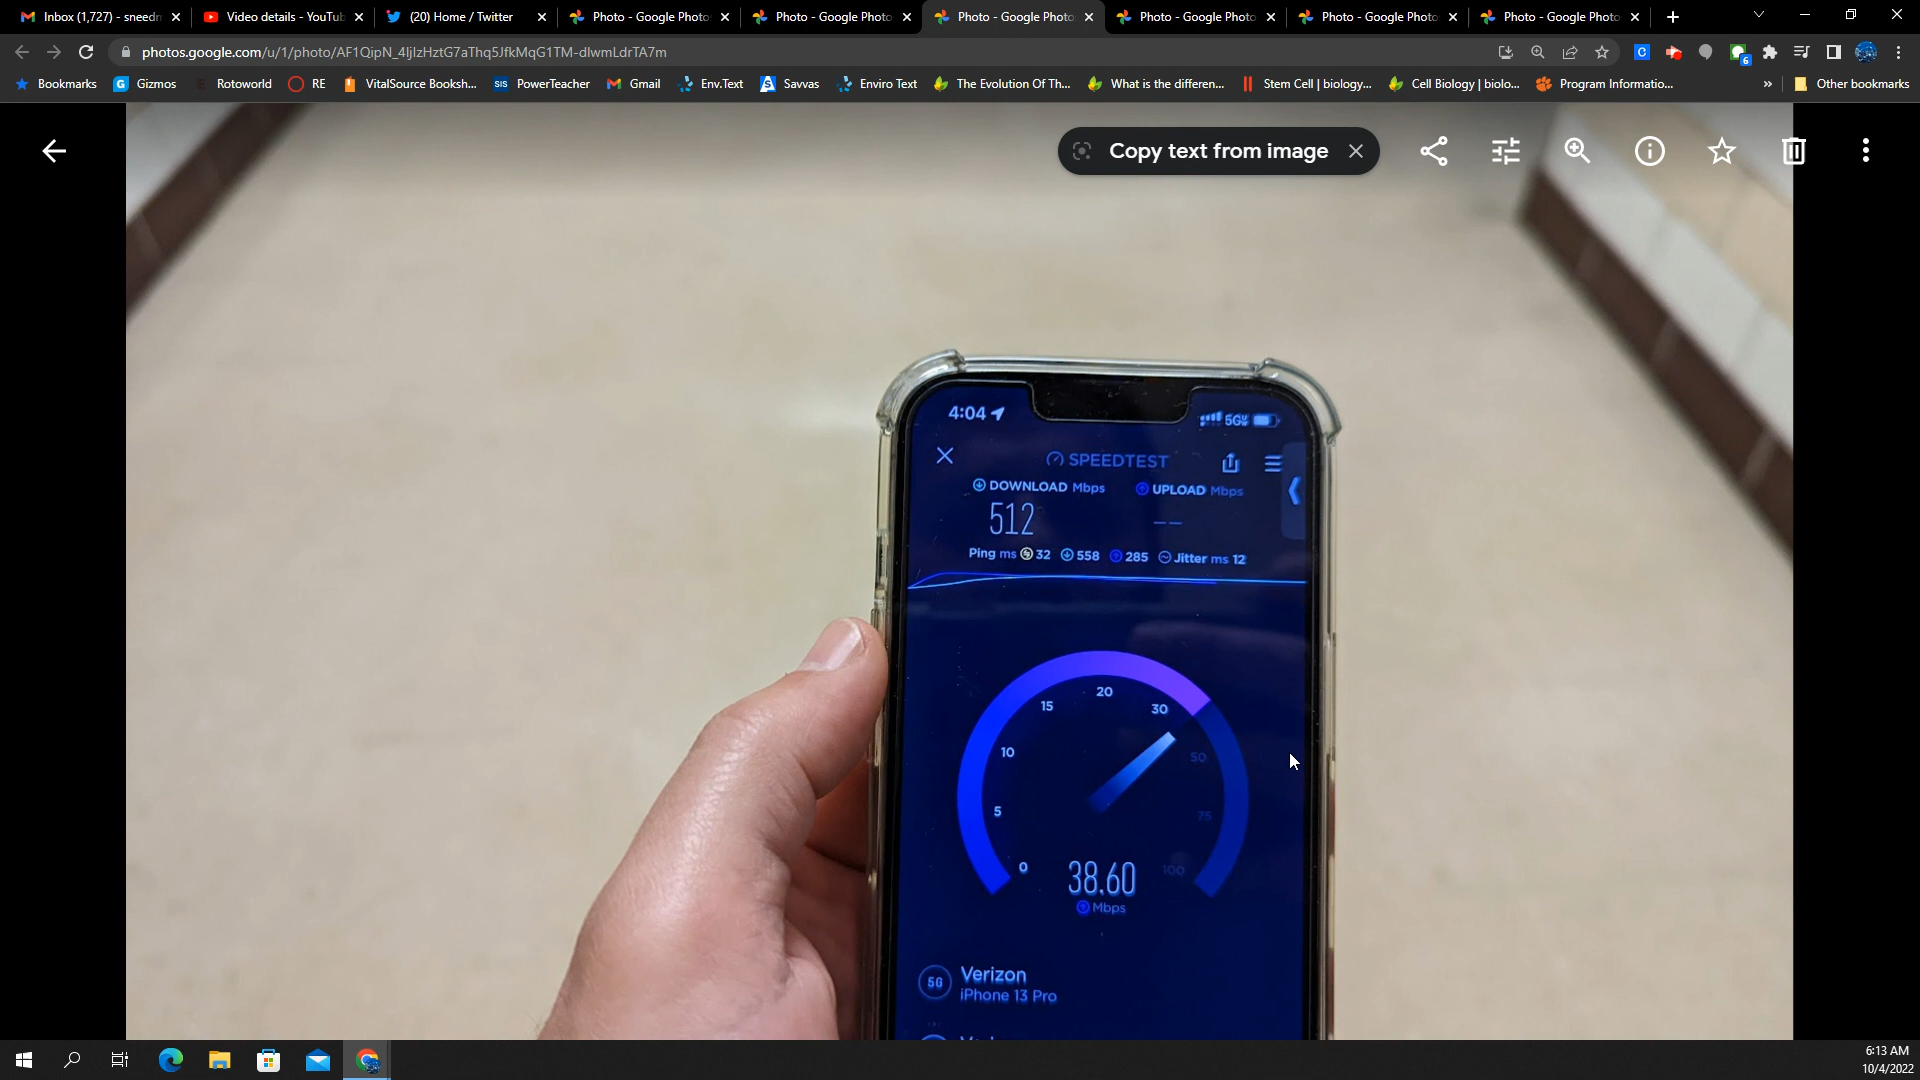 Inbox (1,727) - sneedm
Video details - YouTub
(20) Home / Twitter
Photo - Google Photo
Photo - Google Photo
Photo - Google Photo
Photo - Google Photo
Photo - Google Photo
Photo - Google Photo
photos.google.com/u/1/photo/AF1QipN_4ljlzHztG7aThq5JfkMqG1TM-dlwmLdrTA7m
6
Bookmarks
Gizmos
Rotoworld
RE
VitalSource Booksh...
SIS PowerTeacher
Gmail
Env.Text
Savvas
Enviro Text
The Evolution Of Th...
What is the differen...
Stem Cell | biology...
Cell Biology | biolo...
Program Informatio...
Other bookmarks
Copy text from image
4:04
5G
SPEEDTEST
DOWNLOAD Mbps
UPLOAD Mbps
512
--
Ping ms 32 558 285 Jitter ms 12
20
15
30
10
50
5
75
0
100
38.60
Mbps
5G Verizon
iPhone 13 Pro
6:13 AM
10/4/2022